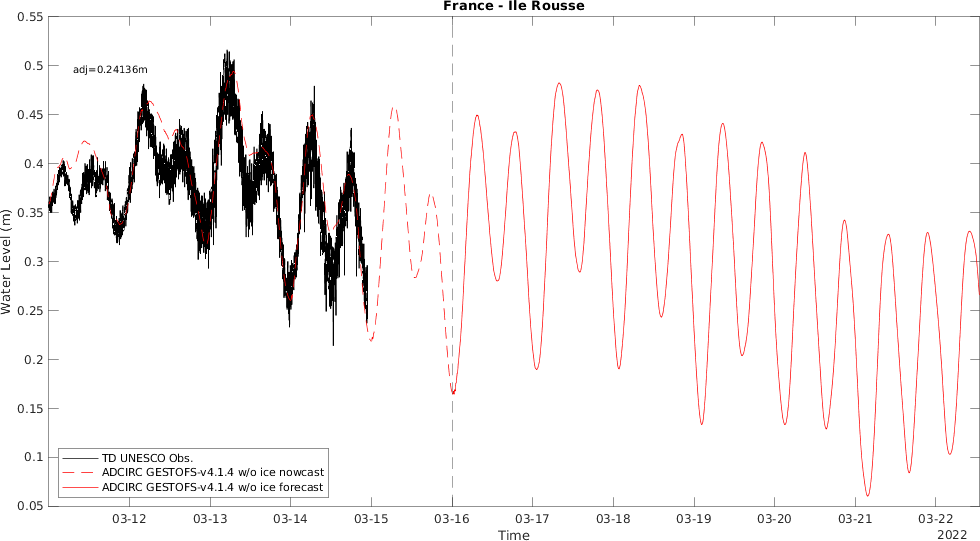 France - Ile Rousse
adj=0.24136m
0.55
0.5
0.45
0.4
0.35
0.3
0.25
0.2
0.15
0.1
0.05
Water Level (m)
TD UNESCO Obs.
ADCIRC GESTOFS-v4.1.4 w/o ice nowcast
ADCIRC GESTOFS-v4.1.4 w/o ice forecast
03-12 03-13 03-14 03-15 03-16 03-17 03-18 03-19 03-20 03-21 03-22
2022
Time